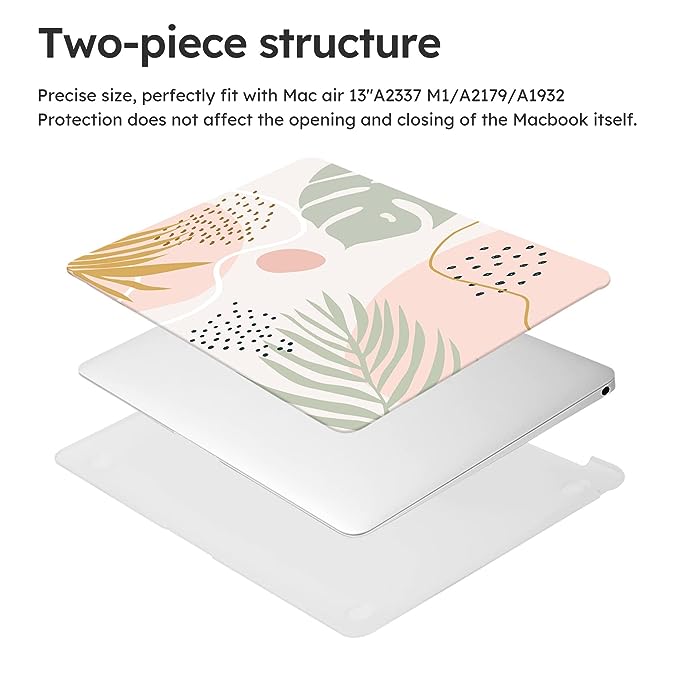 Two-piece structure
Precise size, perfectly fit with Mac air 13"A2337 M1/A2179/A1932
Protection does not affect the opening and closing of the Macbook itself.